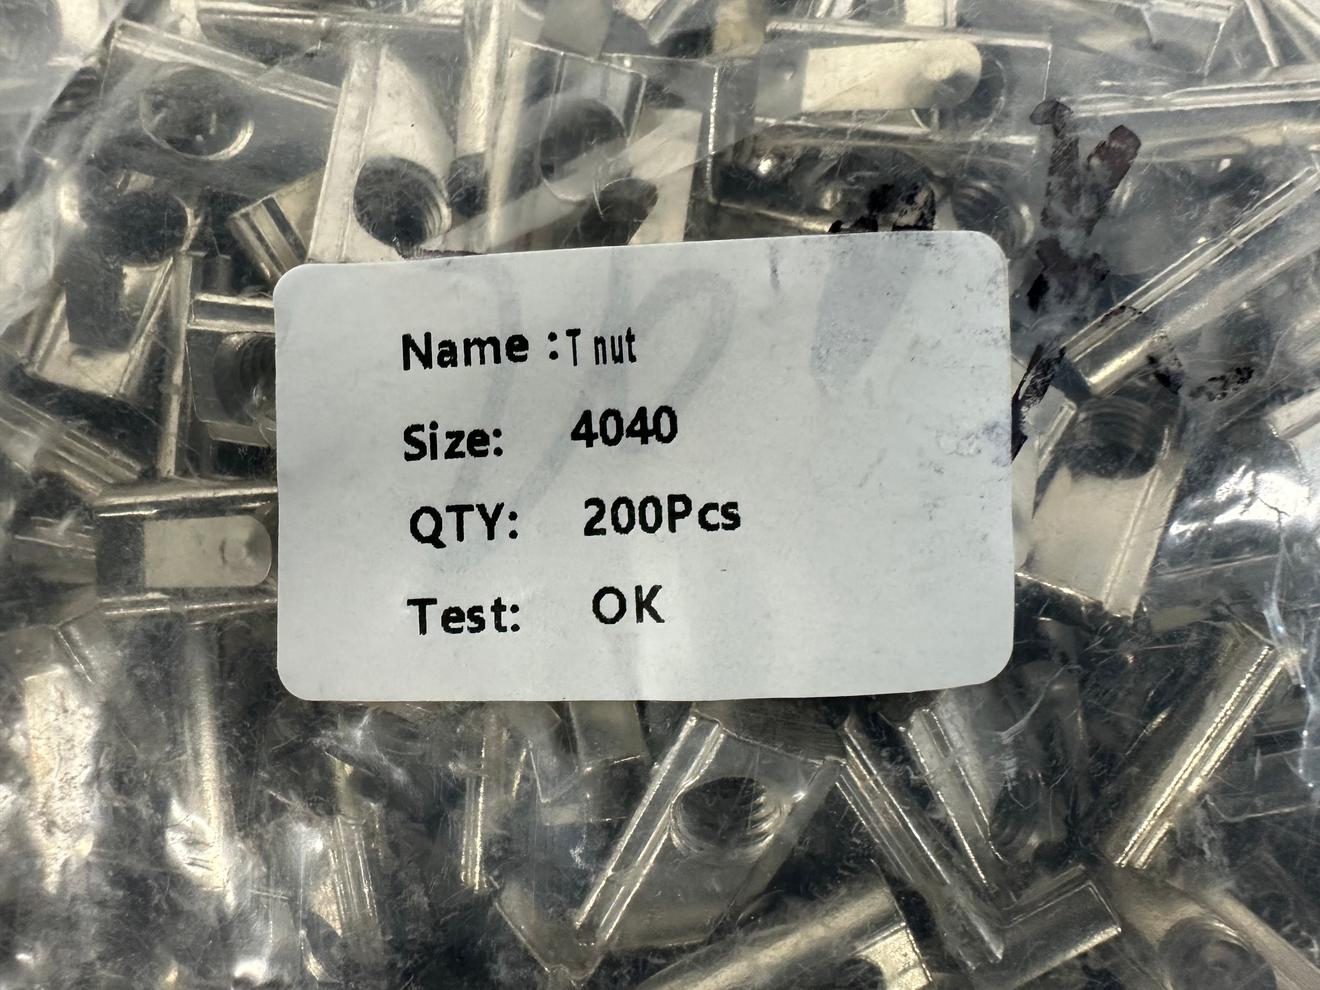 Name :T nut
Size: 4040
QTY: 200Pcs
Test: OK